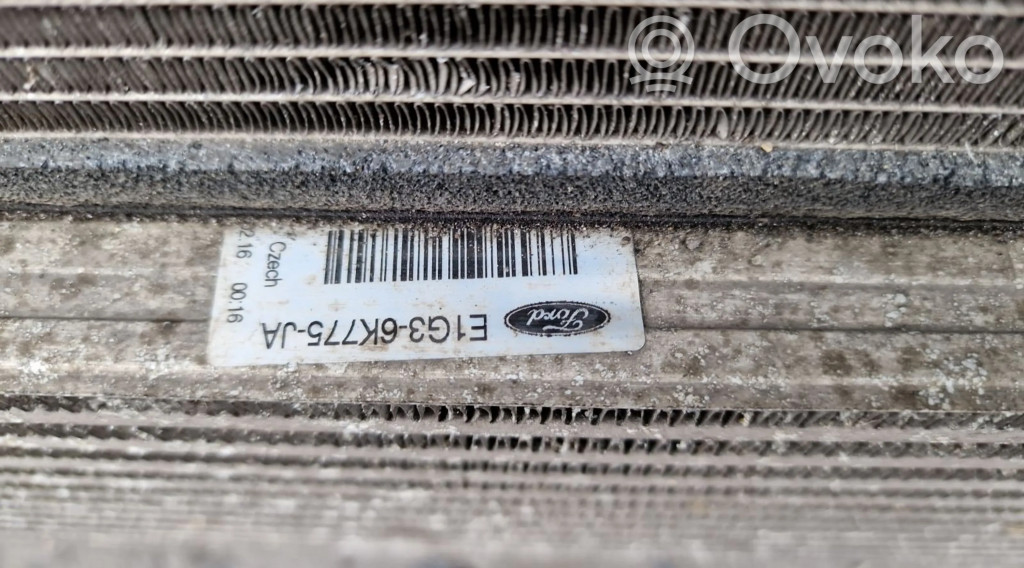 Ovoko
Ford
E1G3-6K775-JA
Czech
2.16 00:16